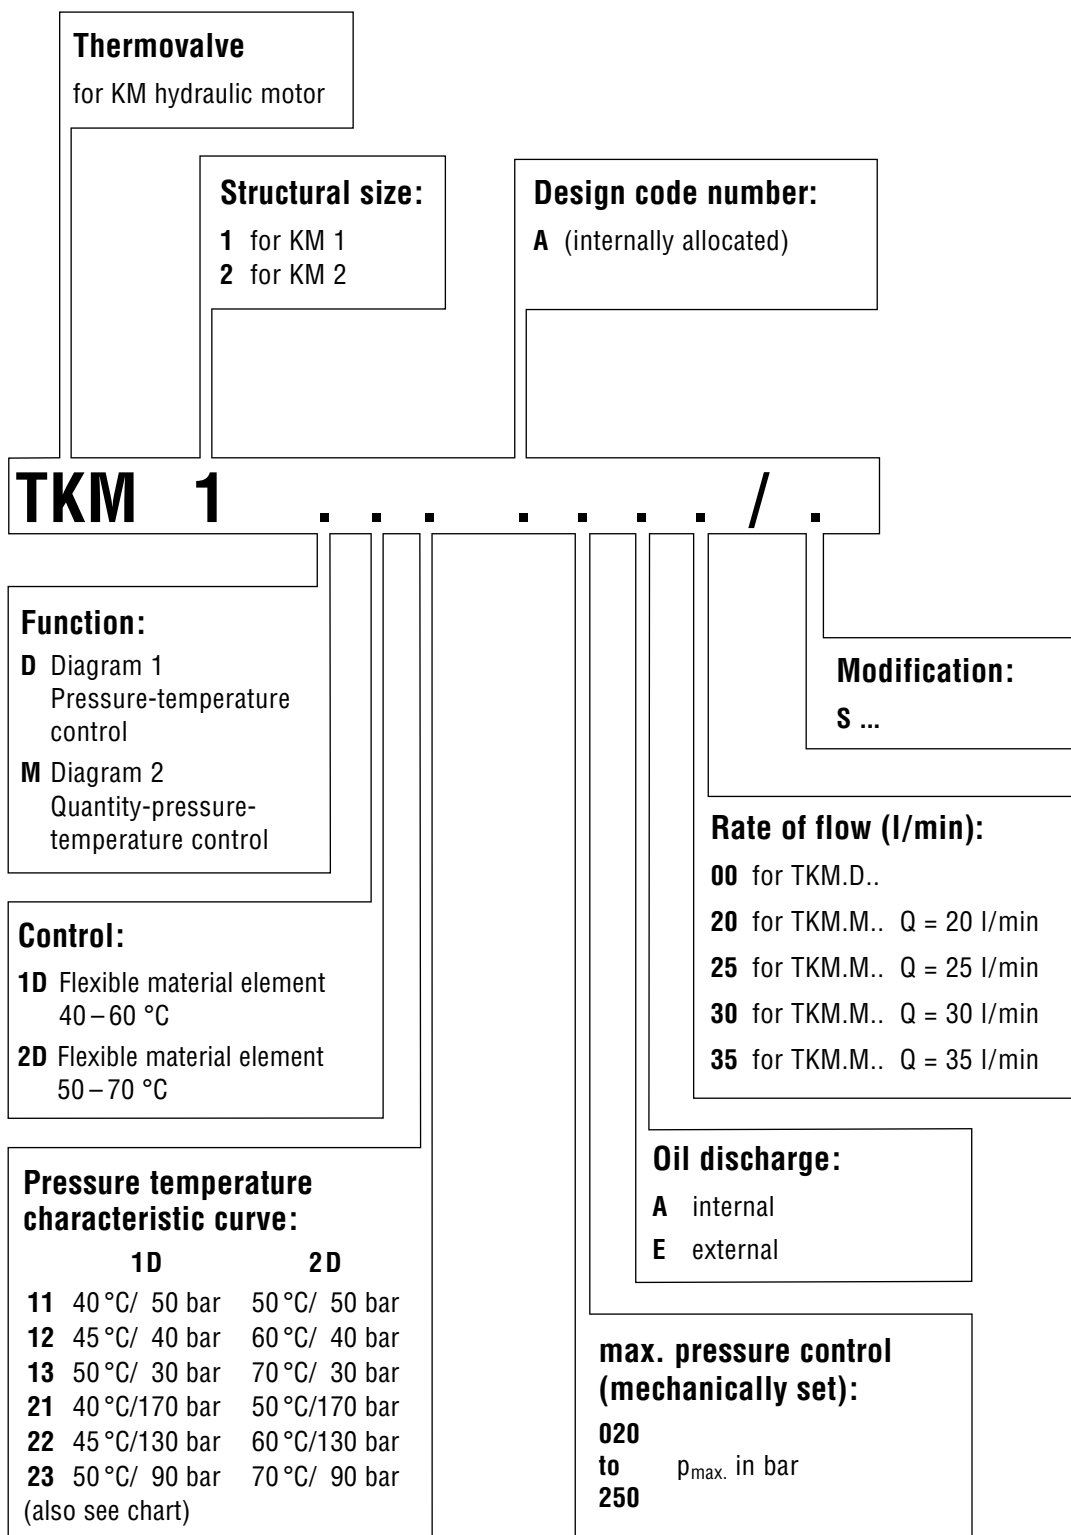 Thermovalve
for KM hydraulic motor
Structural size:
1 for KM 1
2 for KM 2
Design code number:
A (internally allocated)
TKM 1 . . . . . . . / .
Function:
D Diagram 1
Pressure-temperature
control
M Diagram 2
Quantity-pressure-
temperature control
Modification:
S ...
Rate of flow (l/min):
00 for TKM.D..
20 for TKM.M.. Q = 20 l/min
25 for TKM.M.. Q = 25 l/min
30 for TKM.M.. Q = 30 l/min
35 for TKM.M.. Q = 35 l/min
Control:
1D Flexible material element
40 – 60 °C
2D Flexible material element
50 – 70 °C
Oil discharge:
A internal
E external
Pressure temperature
characteristic curve:
1D 2D
11 40 °C/ 50 bar 50 °C/ 50 bar
12 45 °C/ 40 bar 60 °C/ 40 bar
13 50 °C/ 30 bar 70 °C/ 30 bar
21 40 °C/170 bar 50 °C/170 bar
22 45 °C/130 bar 60 °C/130 bar
23 50 °C/ 90 bar 70 °C/ 90 bar
(also see chart)
max. pressure control
(mechanically set):
020
to pmax. in bar
250